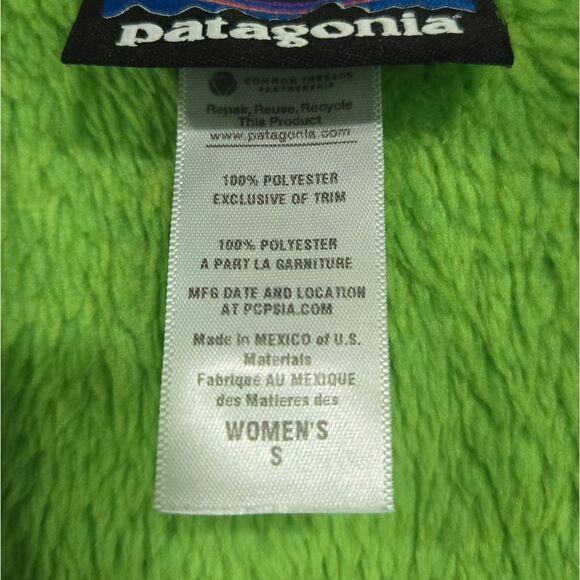 patagonia
COMMON THREADS
PARTNERSHIP
Repair, Reuse, Recycle
This Product
www.patagonia.com
100% POLYESTER
EXCLUSIVE OF TRIM
100% POLYESTER
A PART LA GARNITURE
MFG DATE AND LOCATION
AT PCPSIA.COM
Made in MEXICO of U.S.
Materials
Fabriqué AU MEXIQUE
des Matieres des
WOMEN'S
S